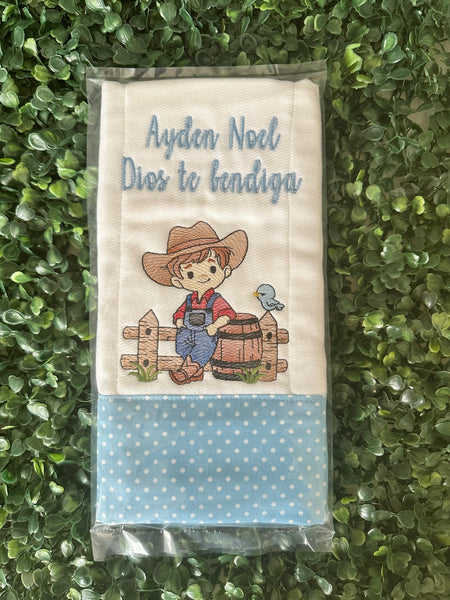 Ayden Noel
Dios te bendiga